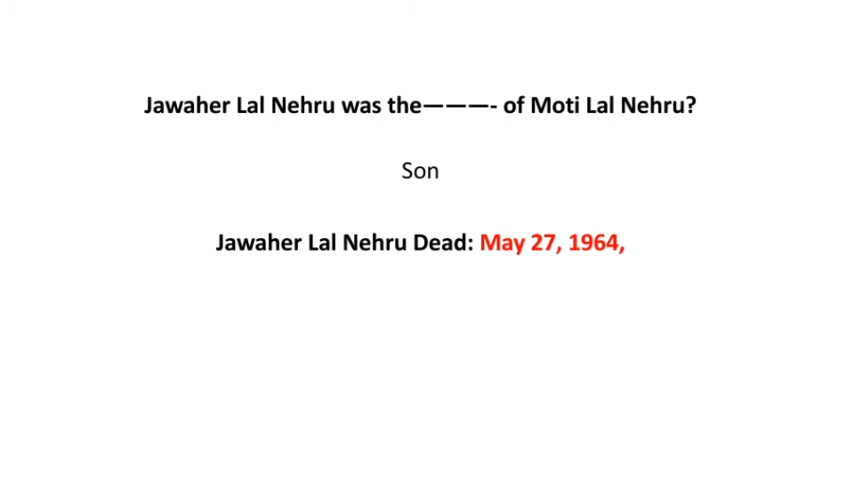 Jawaher Lal Nehru was the———- of Moti Lal Nehru?
Son
Jawaher Lal Nehru Dead: May 27, 1964,